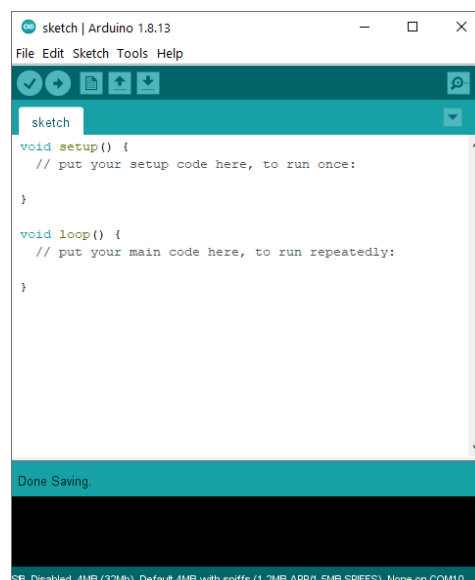 sketch | Arduino 1.8.13
File Edit Sketch Tools Help
sketch
void setup() {
// put your setup code here, to run once:
}
void loop() {
// put your main code here, to run repeatedly:
}
Done Saving.
Disabled, 4MB (32Mb), Default 4MB with spiffs (1.2MB APP/1.5MB SPIFFS), None on COM10